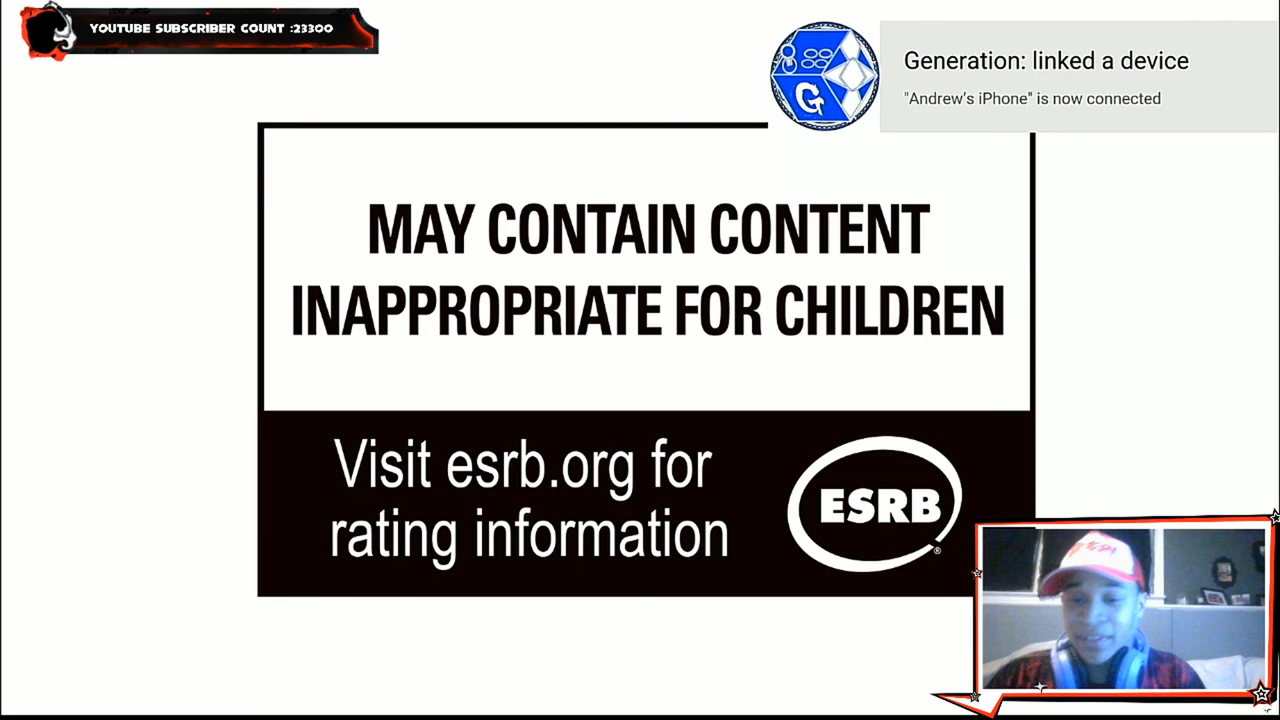 YOUTUBE SUBSCRIBER COUNT :23300
G
Generation: linked a device
"Andrew's iPhone" is now connected
MAY CONTAIN CONTENT
INAPPROPRIATE FOR CHILDREN
Visit esrb.org for
rating information
ESRB
®